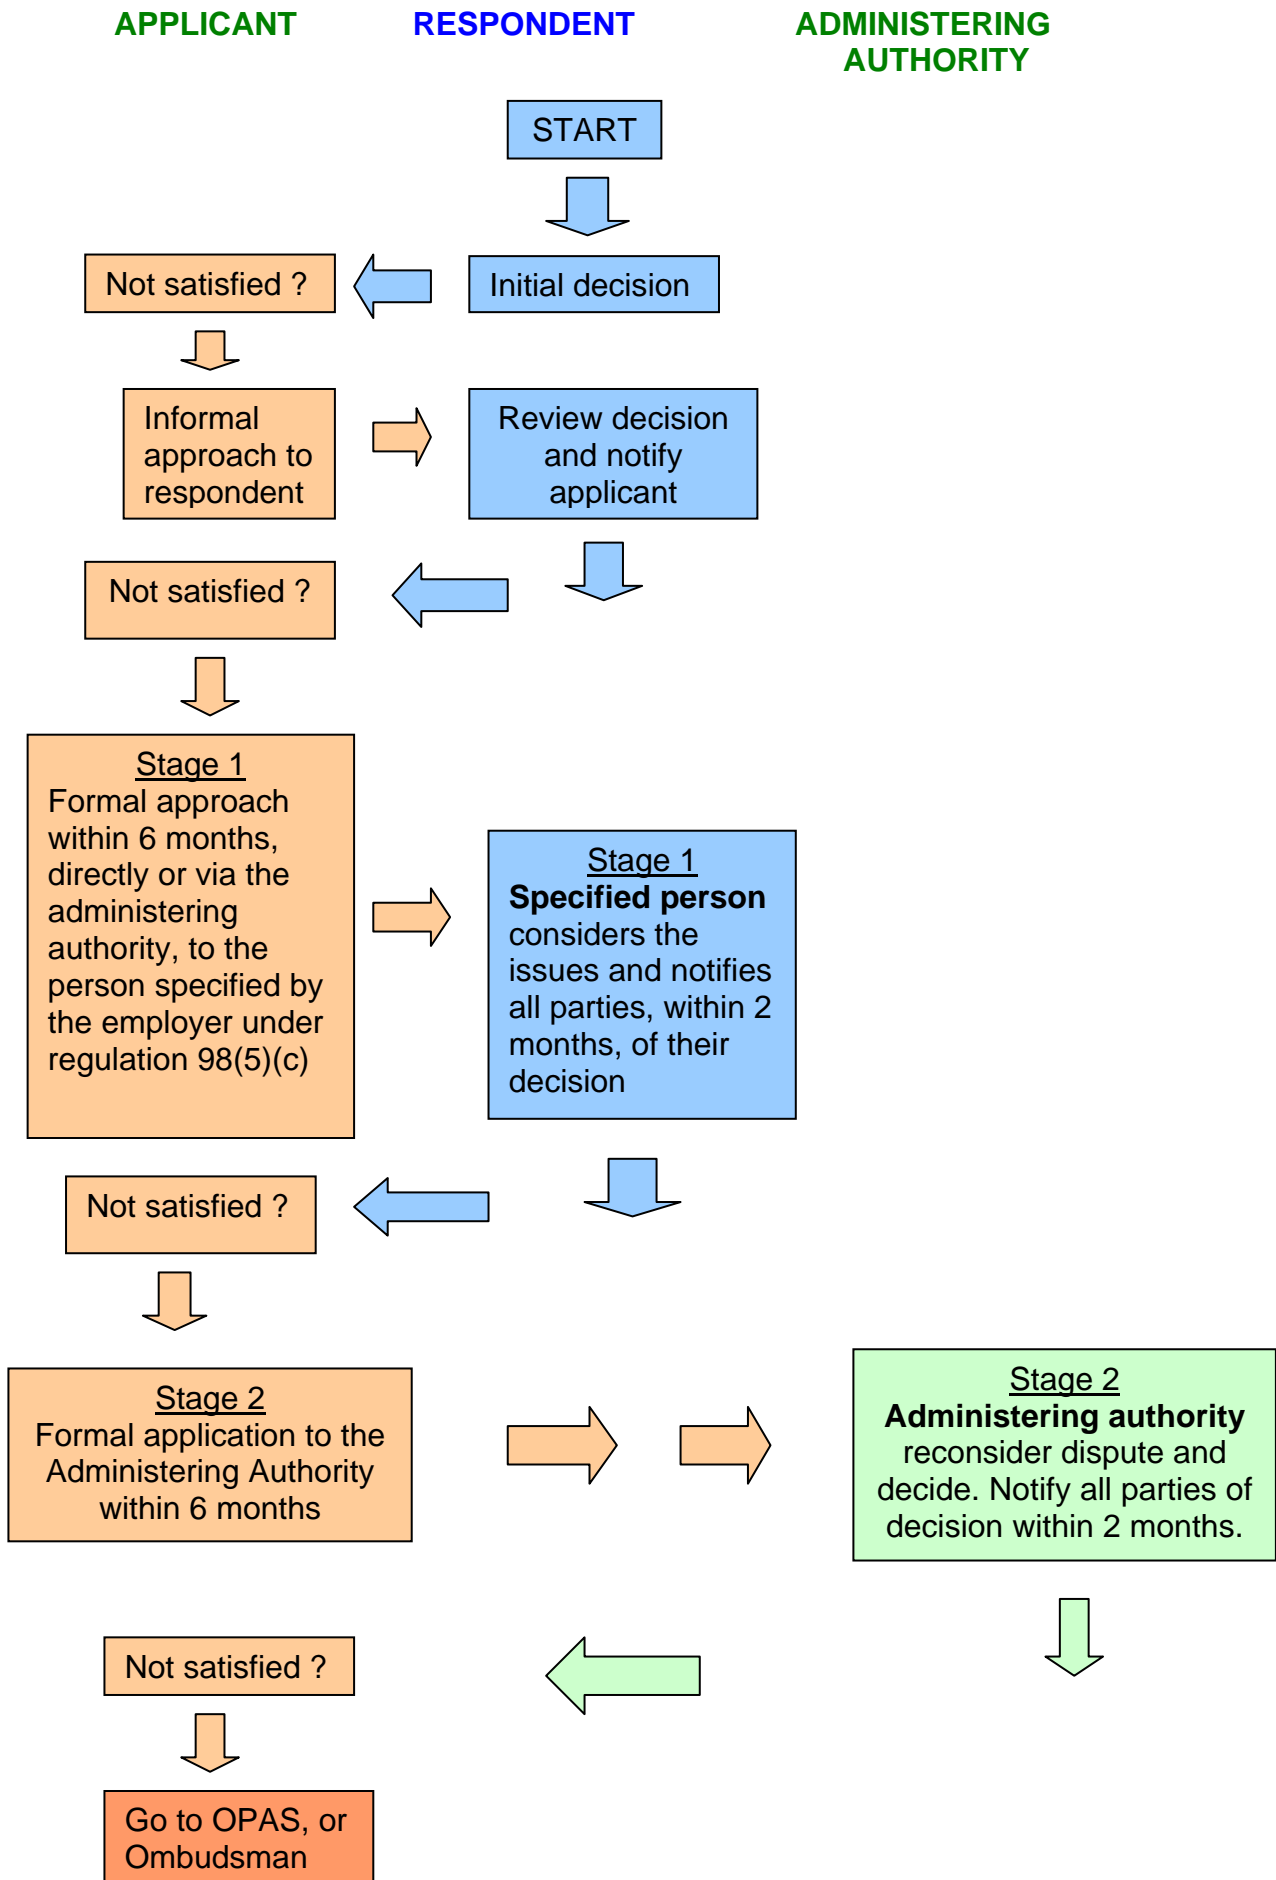 APPLICANT
RESPONDENT
ADMINISTERING
AUTHORITY
START
Not satisfied ?
Initial decision
Informal
approach to
respondent
Review decision
and notify
applicant
Not satisfied ?
Stage 1
Formal approach
within 6 months,
directly or via the
administering
authority, to the
person specified by
the employer under
regulation 98(5)(c)
Stage 1
Specified person
considers the
issues and notifies
all parties, within 2
months, of their
decision
Not satisfied ?
Stage 2
Formal application to the
Administering Authority
within 6 months
Stage 2
Administering authority
reconsider dispute and
decide. Notify all parties of
decision within 2 months.
Not satisfied ?
Go to OPAS, or
Ombudsman